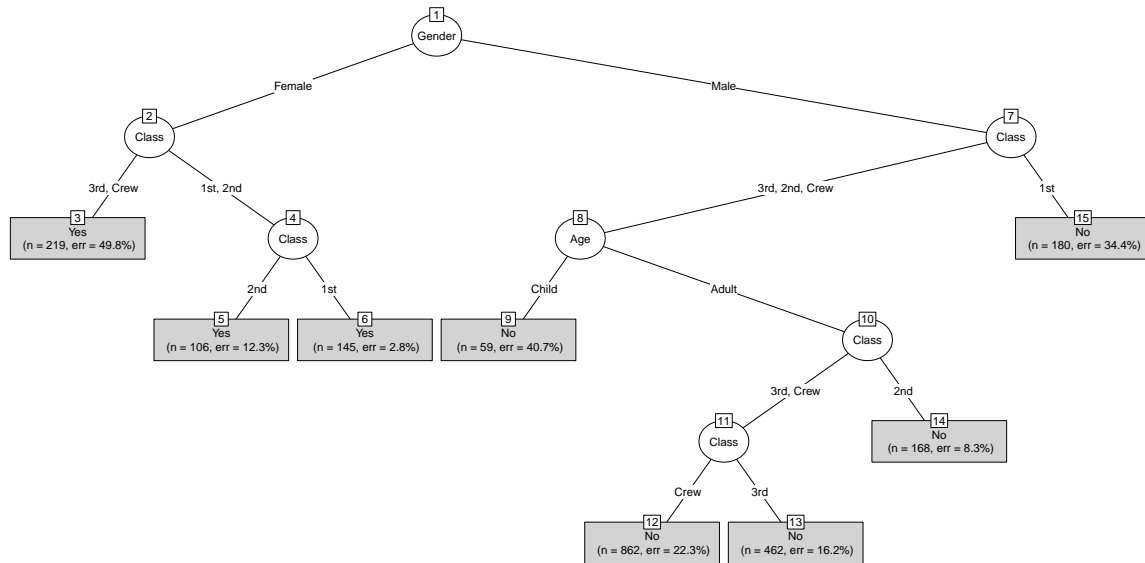 1
Gender
Female
Male
2
Class
7
Class
3rd, Crew
1st, 2nd
3rd, 2nd, Crew
1st
3
Yes
(n = 219, err = 49.8%)
4
Class
8
Age
15
No
(n = 180, err = 34.4%)
2nd
1st
Child
Adult
5
Yes
(n = 106, err = 12.3%)
6
Yes
(n = 145, err = 2.8%)
9
No
(n = 59, err = 40.7%)
10
Class
3rd, Crew
2nd
11
Class
14
No
(n = 168, err = 8.3%)
Crew
3rd
12
No
(n = 862, err = 22.3%)
13
No
(n = 462, err = 16.2%)